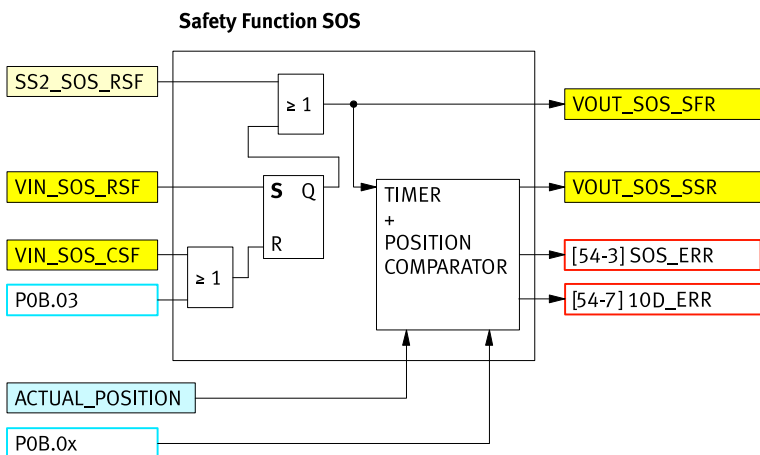 Safety Function SOS
SS2_SOS_RSF
≥ 1
VOUT_SOS_SFR
VIN_SOS_RSF
S Q
R
TIMER
+
POSITION
COMPARATOR
VOUT_SOS_SSR
VIN_SOS_CSF
≥ 1
[54-3] SOS_ERR
P0B.03
[54-7] 10D_ERR
ACTUAL_POSITION
P0B.0x